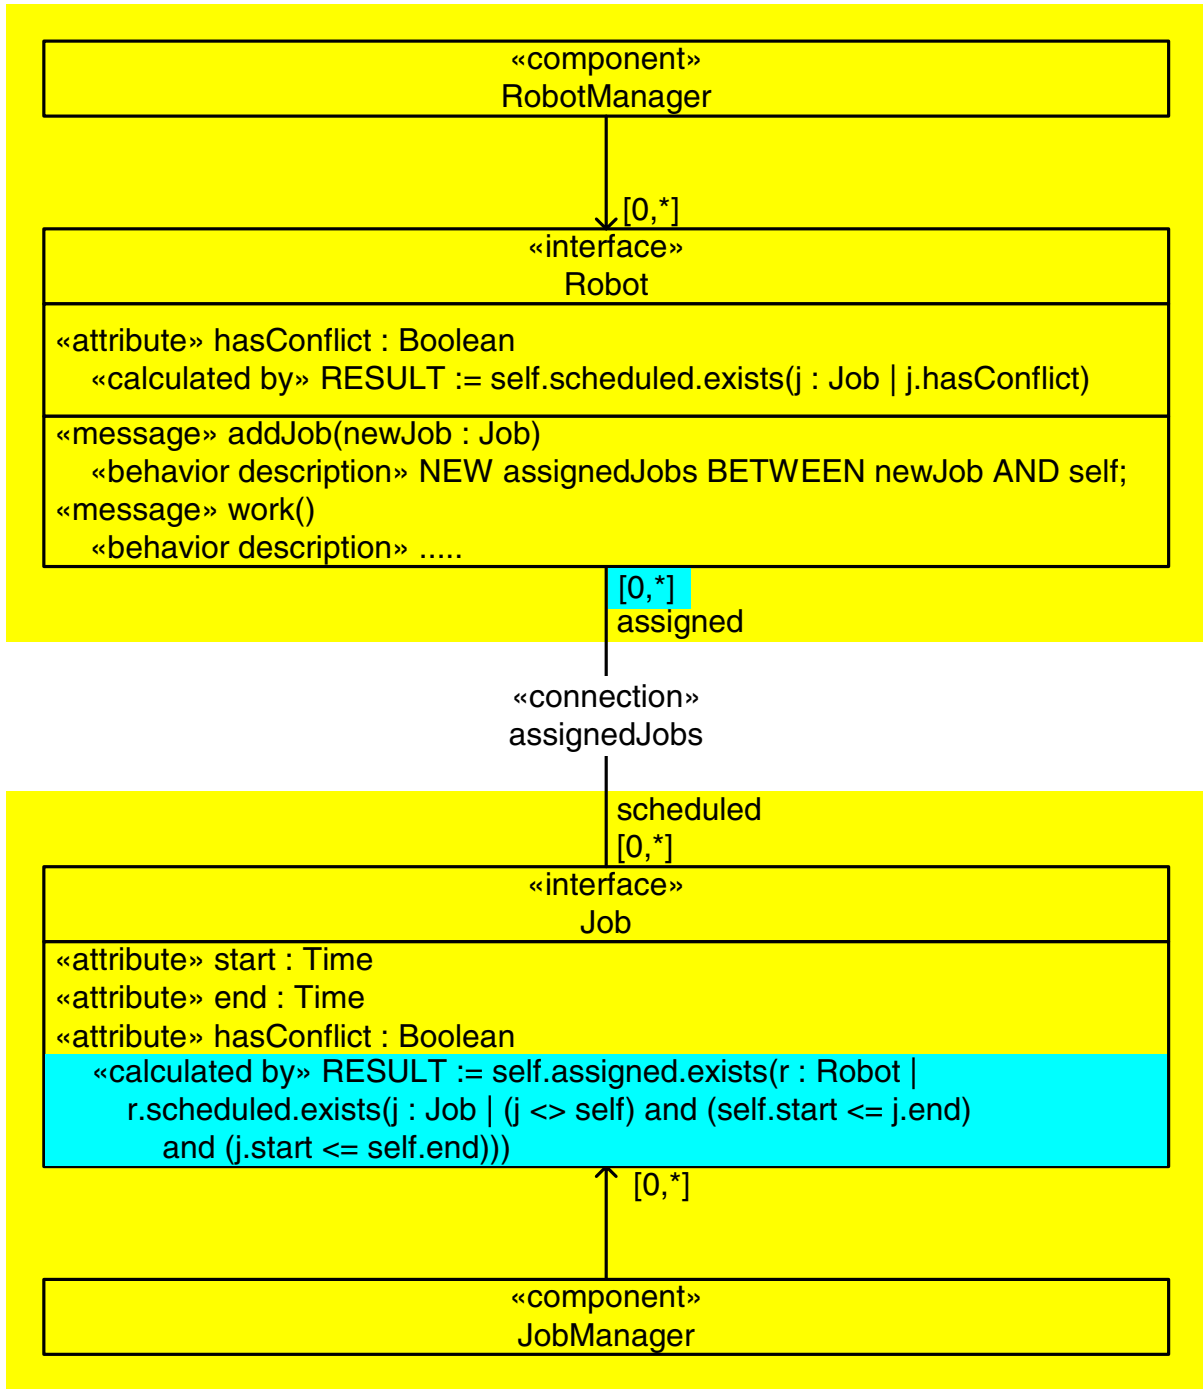 «component»
RobotManager
[0,*]
«interface»
Robot
«attribute» hasConflict : Boolean
«calculated by» RESULT := self.scheduled.exists(j : Job | j.hasConflict)
«message» addJob(newJob : Job)
«behavior description» NEW assignedJobs BETWEEN newJob AND self;
«message» work()
«behavior description» .....
[0,*]
assigned
«connection»
assignedJobs
scheduled
[0,*]
«interface»
Job
«attribute» start : Time
«attribute» end : Time
«attribute» hasConflict : Boolean
«calculated by» RESULT := self.assigned.exists(r : Robot |
r.scheduled.exists(j : Job | (j <> self) and (self.start <= j.end)
and (j.start <= self.end)))
[0,*]
«component»
JobManager